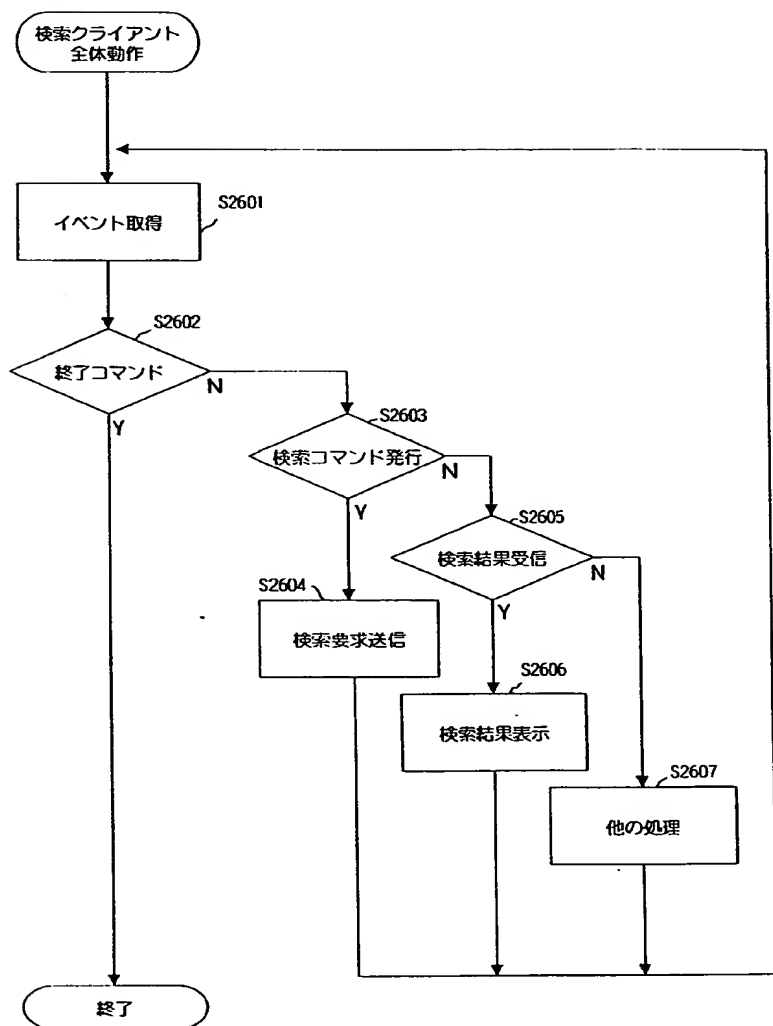 検索クライアント
全体動作
S2601
イベント取得
S2602
終了コマンド
N
Y
S2603
検索コマンド発行
N
Y
S2605
検索結果受信
N
Y
S2604
検索要求送信
S2606
検索結果表示
S2607
他の処理
終了